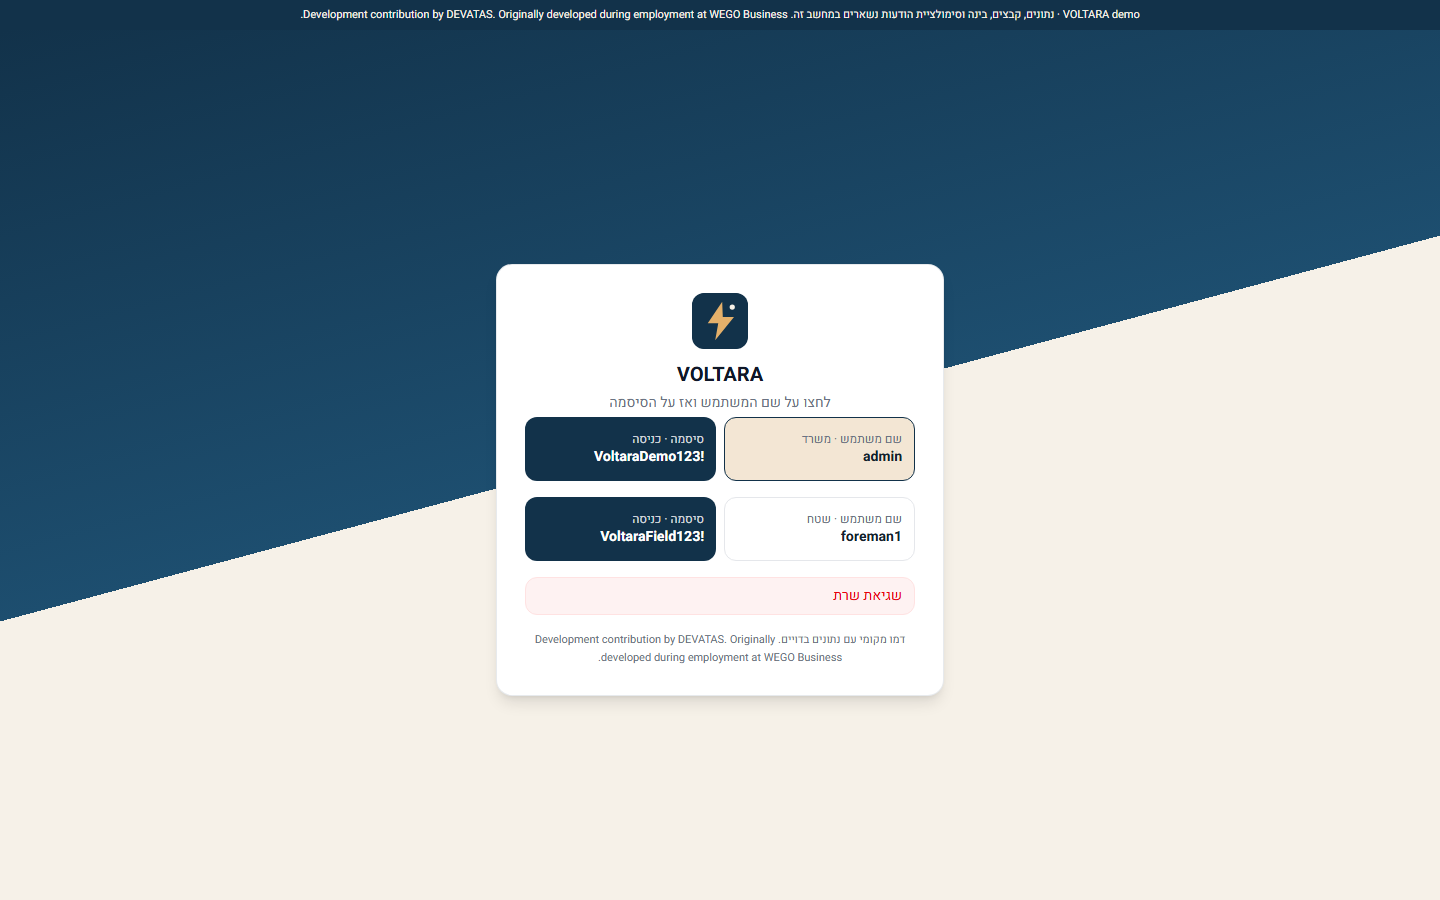 VOLTARA demo · נתונים, קבצים, בינה וסימולציית הודעות נשארים במחשב זה. Development contribution by DEVATAS. Originally developed during employment at WEGO Business.
VOLTARA
לחצו על שם המשתמש ואז על הסיסמה
שם משתמש · משרד
admin
סיסמה · כניסה
VoltaraDemo123!
שם משתמש · שטח
foreman1
סיסמה · כניסה
VoltaraField123!
שגיאת שרת
דמו מקומי עם נתונים בדויים. Development contribution by DEVATAS. Originally
developed during employment at WEGO Business.